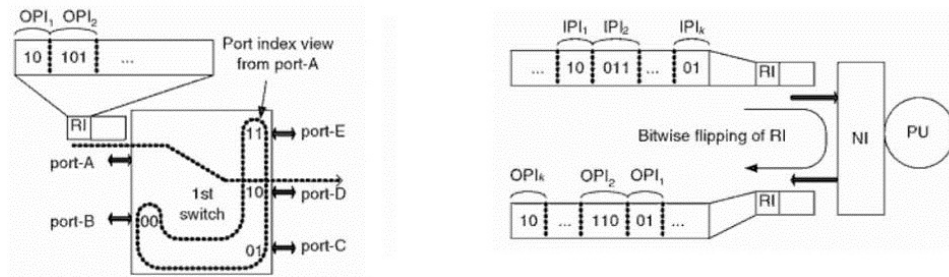 OPI₁ OPI₂
10 101 ...
Port index view
from port-A
RI
port-A
11
port-E
1st
switch
10
port-D
port-B
00
01
port-C
IPI₁ IPI₂ IPIₖ
... 10 011 ... 01
RI
Bitwise flipping of RI
NI
PU
OPIₖ OPI₂ OPI₁
RI
10 ... 110 01 ...